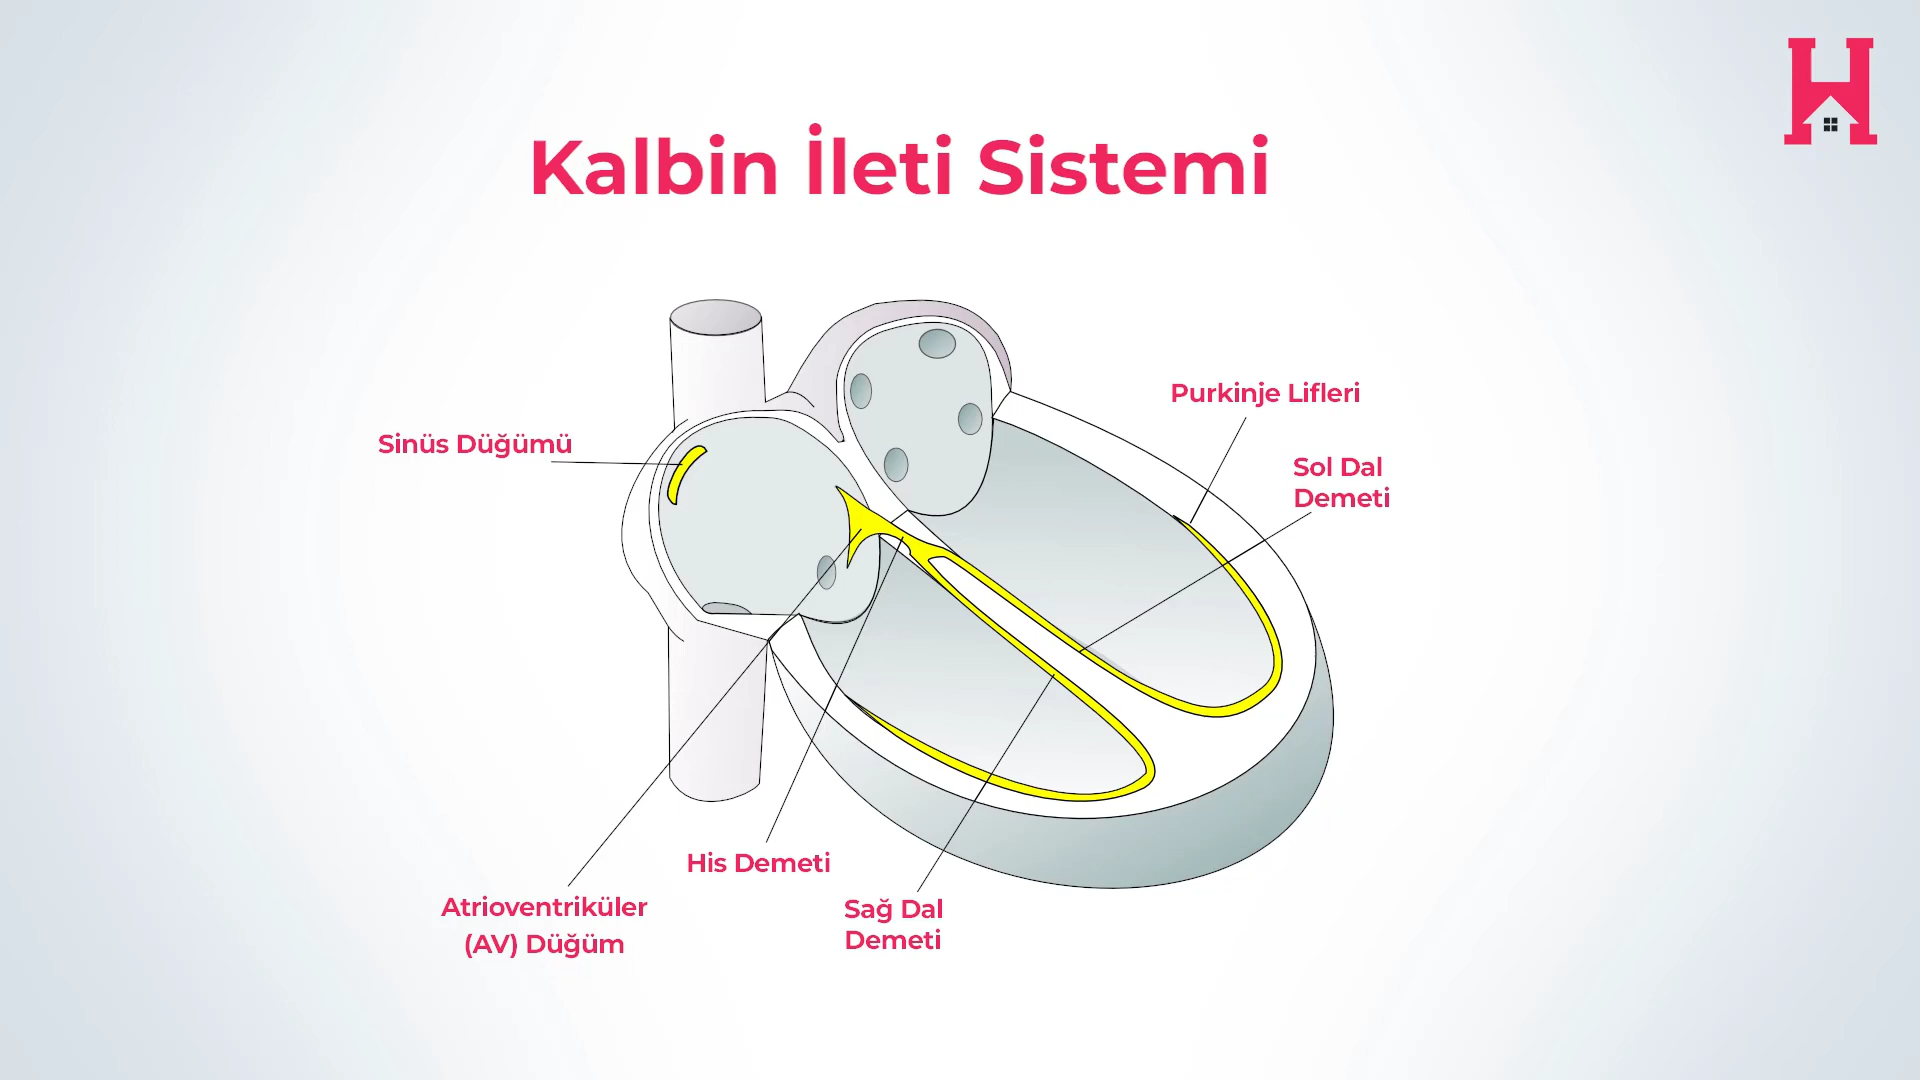 Kalbin İleti Sistemi
Purkinje Lifleri
Sinüs Düğümü
Sol Dal
Demeti
His Demeti
Atrioventriküler
(AV) Düğüm
Sağ Dal
Demeti